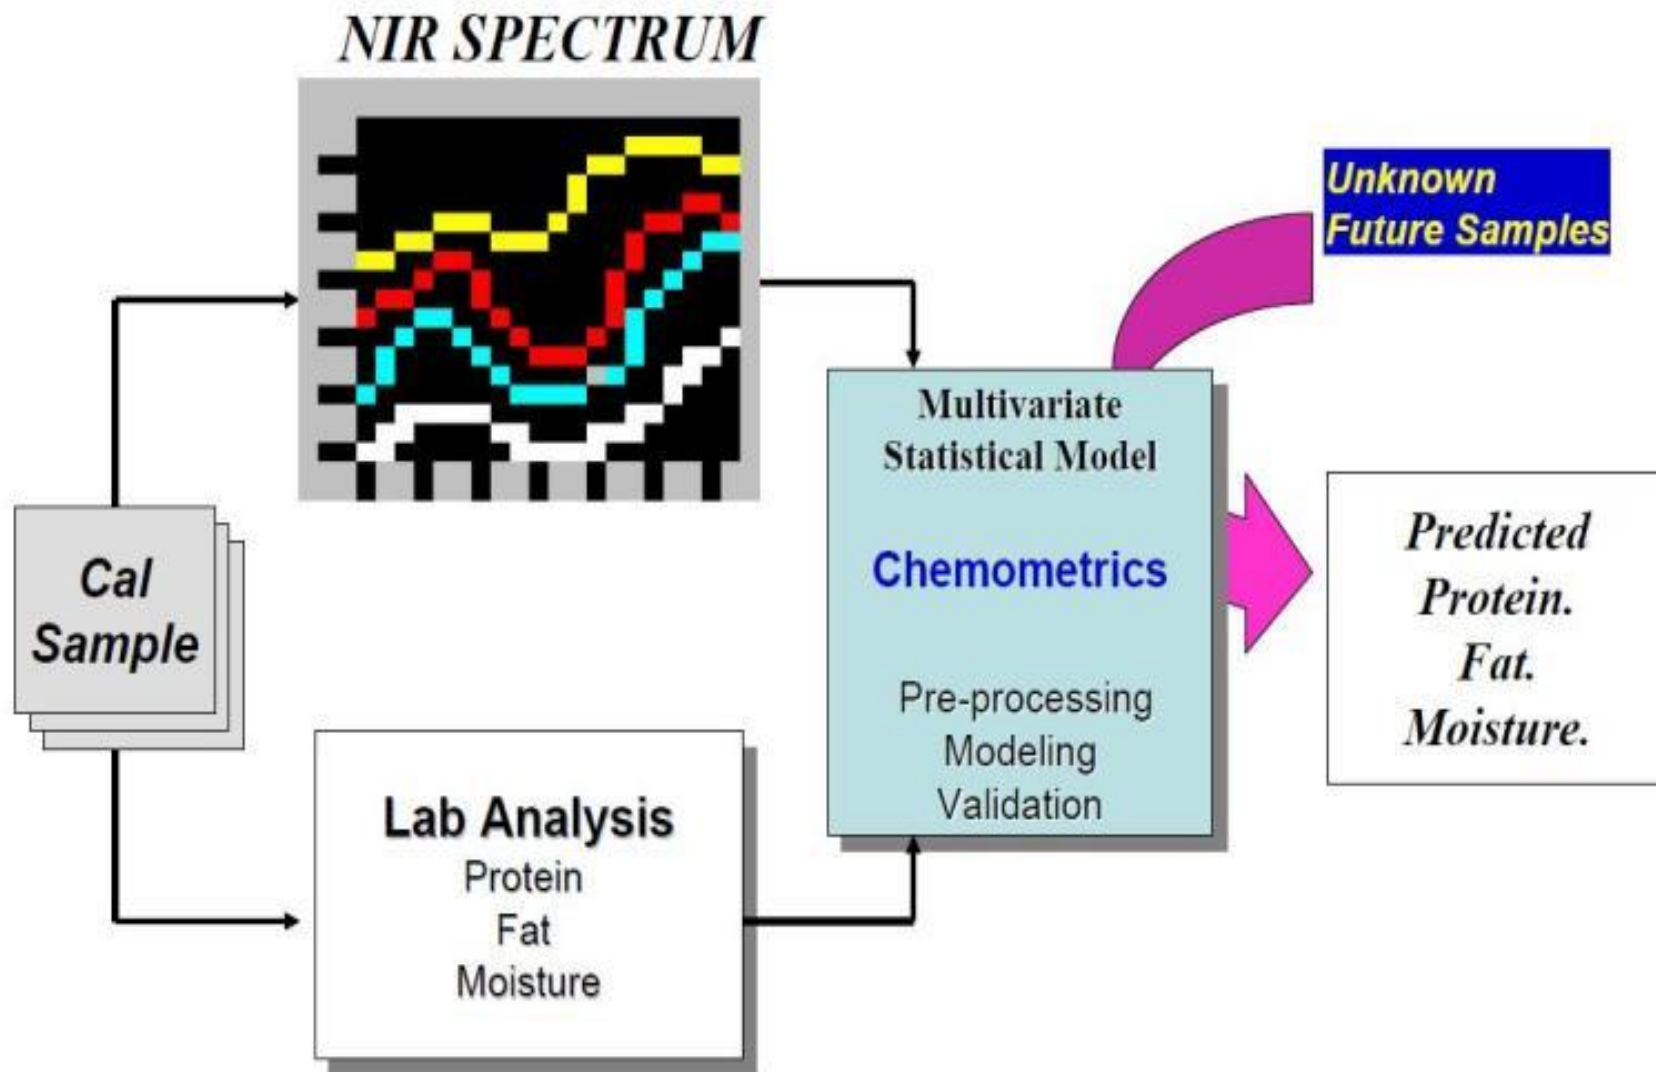 NIR SPECTRUM
Cal
Sample
Lab Analysis
Protein
Fat
Moisture
Multivariate
Statistical Model
Chemometrics
Pre-processing
Modeling
Validation
Unknown
Future Samples
Predicted
Protein.
Fat.
Moisture.